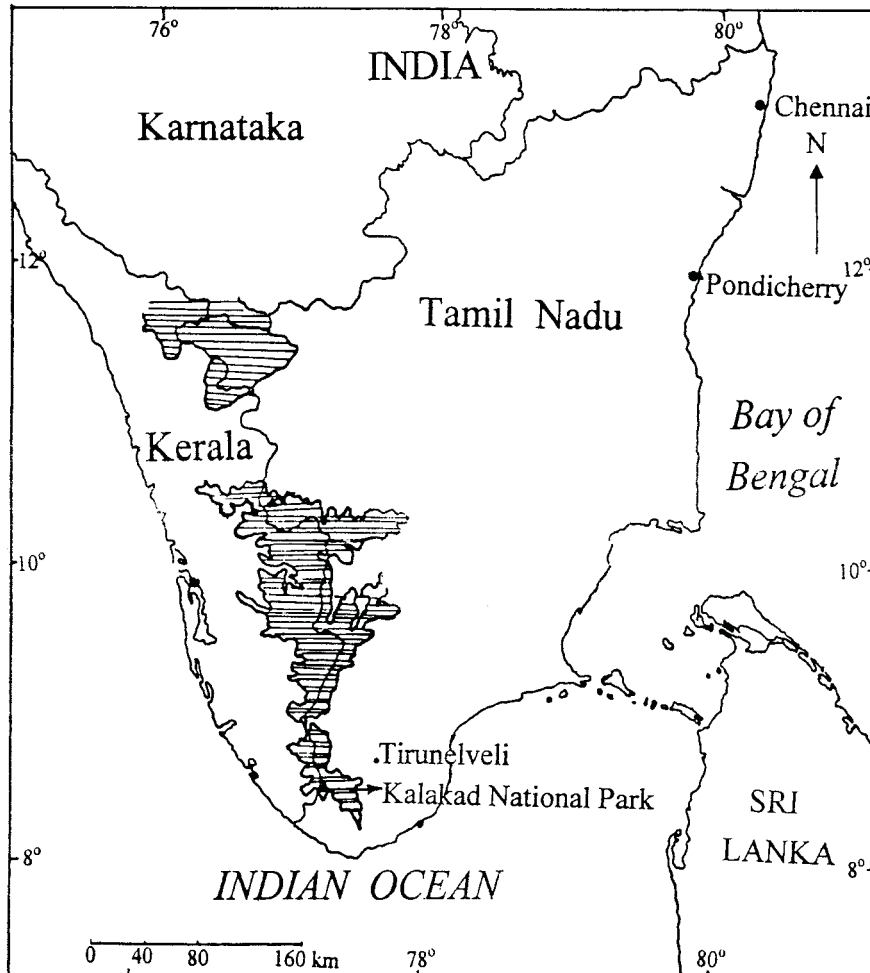 76° 78° 80°
INDIA
Karnataka
Chennai
N
12° 12°
Pondicherry
Tamil Nadu
Kerala
Bay of
Bengal
10° 10°
Tirunelveli
Kalakad National Park
SRI
LANKA
8° 8°
INDIAN OCEAN
0 40 80 160 km
78° 80°